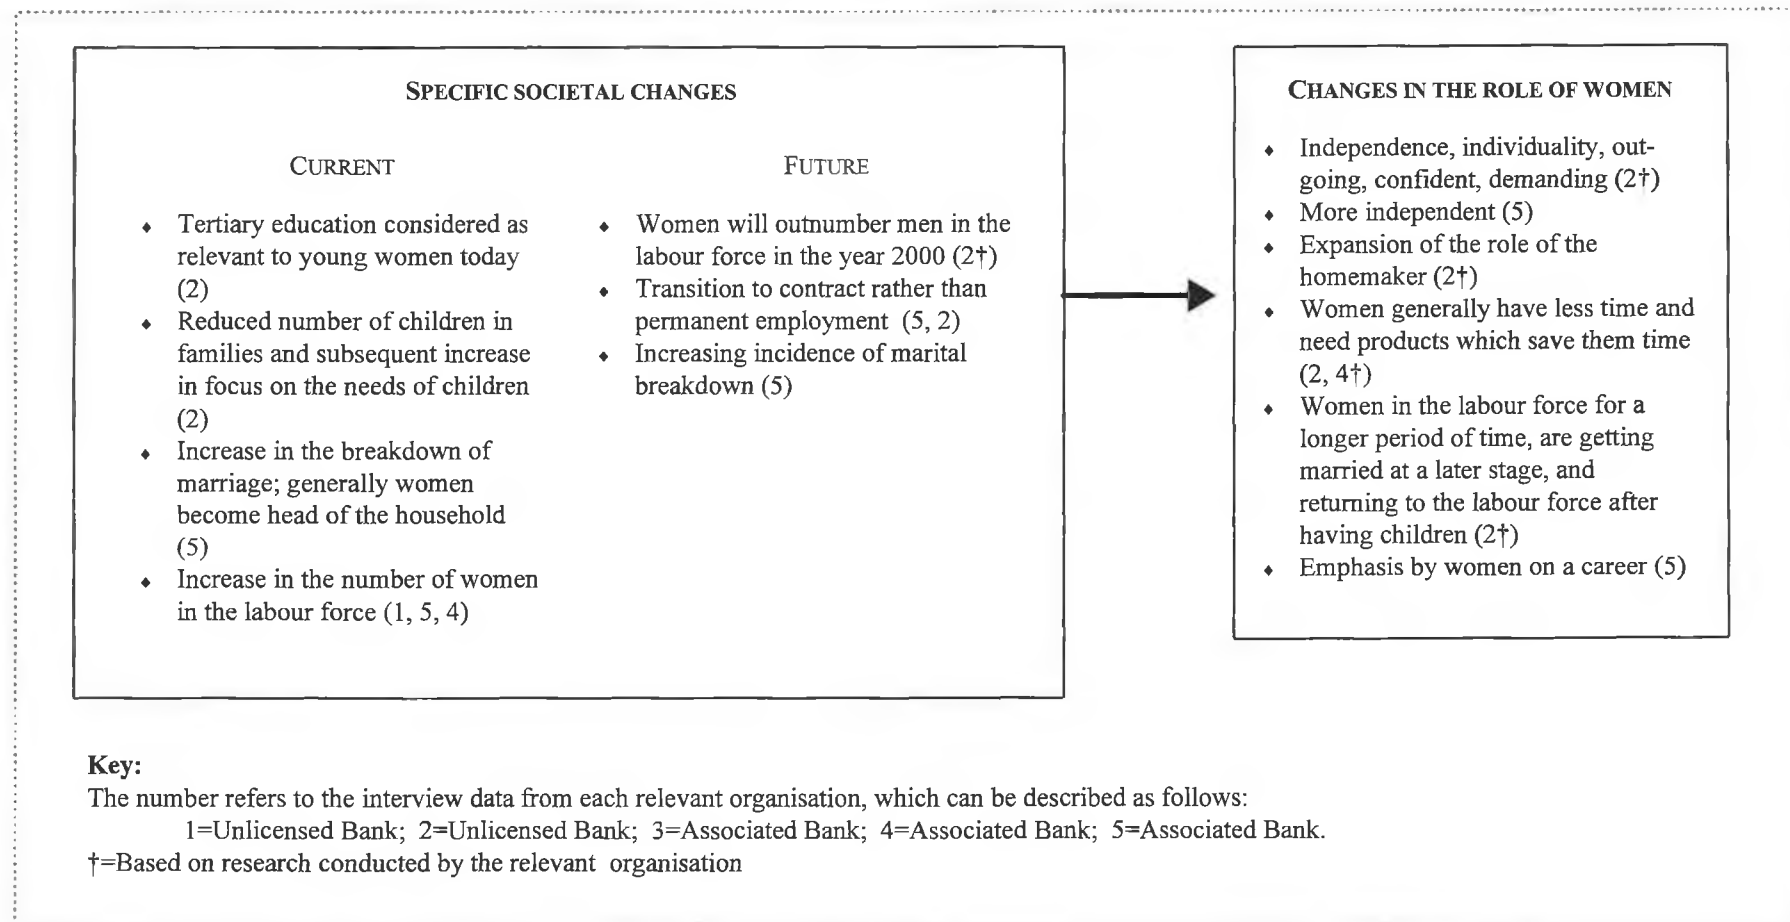 SPECIFIC SOCIETAL CHANGES
CURRENT
♦ Tertiary education considered as
relevant to young women today
(2)
♦ Reduced number of children in
families and subsequent increase
in focus on the needs of children
(2)
♦ Increase in the breakdown of
marriage; generally women
become head of the household
(5)
♦ Increase in the number of women
in the labour force (1, 5, 4)
FUTURE
♦ Women will outnumber men in the
labour force in the year 2000 (2†)
♦ Transition to contract rather than
permanent employment (5, 2)
♦ Increasing incidence of marital
breakdown (5)
CHANGES IN THE ROLE OF WOMEN
♦ Independence, individuality, out-
going, confident, demanding (2†)
♦ More independent (5)
♦ Expansion of the role of the
homemaker (2†)
♦ Women generally have less time and
need products which save them time
(2, 4†)
♦ Women in the labour force for a
longer period of time, are getting
married at a later stage, and
returning to the labour force after
having children (2†)
♦ Emphasis by women on a career (5)
Key:
The number refers to the interview data from each relevant organisation, which can be described as follows:
1=Unlicensed Bank; 2=Unlicensed Bank; 3=Associated Bank; 4=Associated Bank; 5=Associated Bank.
†=Based on research conducted by the relevant organisation